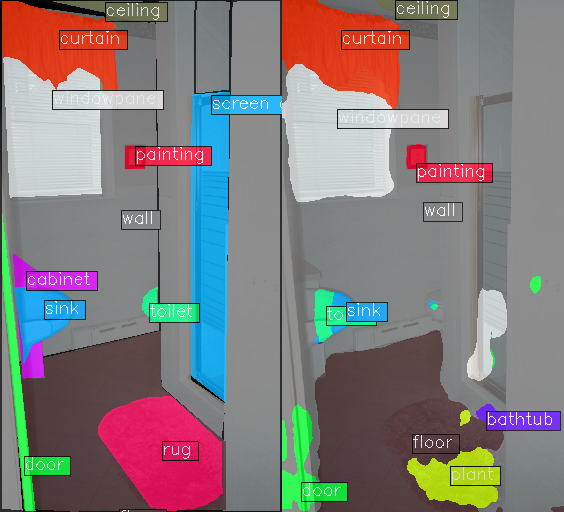 ceiling
curtain
windowpane
screen
painting
wall
cabinet
sink
toilet
rug
door
ceiling
curtain
windowpane
painting
wall
sink
bathtub
floor
plant
door